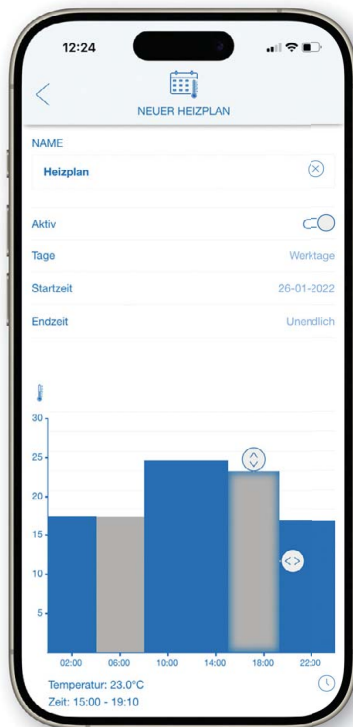 12:24
NEUER HEIZPLAN
NAME
Heizplan
Aktiv
Tage Werktage
Startzeit 26-01-2022
Endzeit Unendlich
30
25
20
15
10
5
02:00 06:00 10:00 14:00 18:00 22:00
Temperatur: 23.0°C
Zeit: 15:00 - 19:10